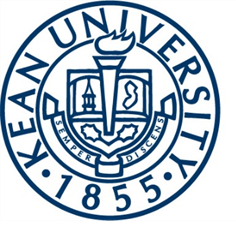 · KEAN UNIVERSITY ·
1855
SEMPER DISCENS